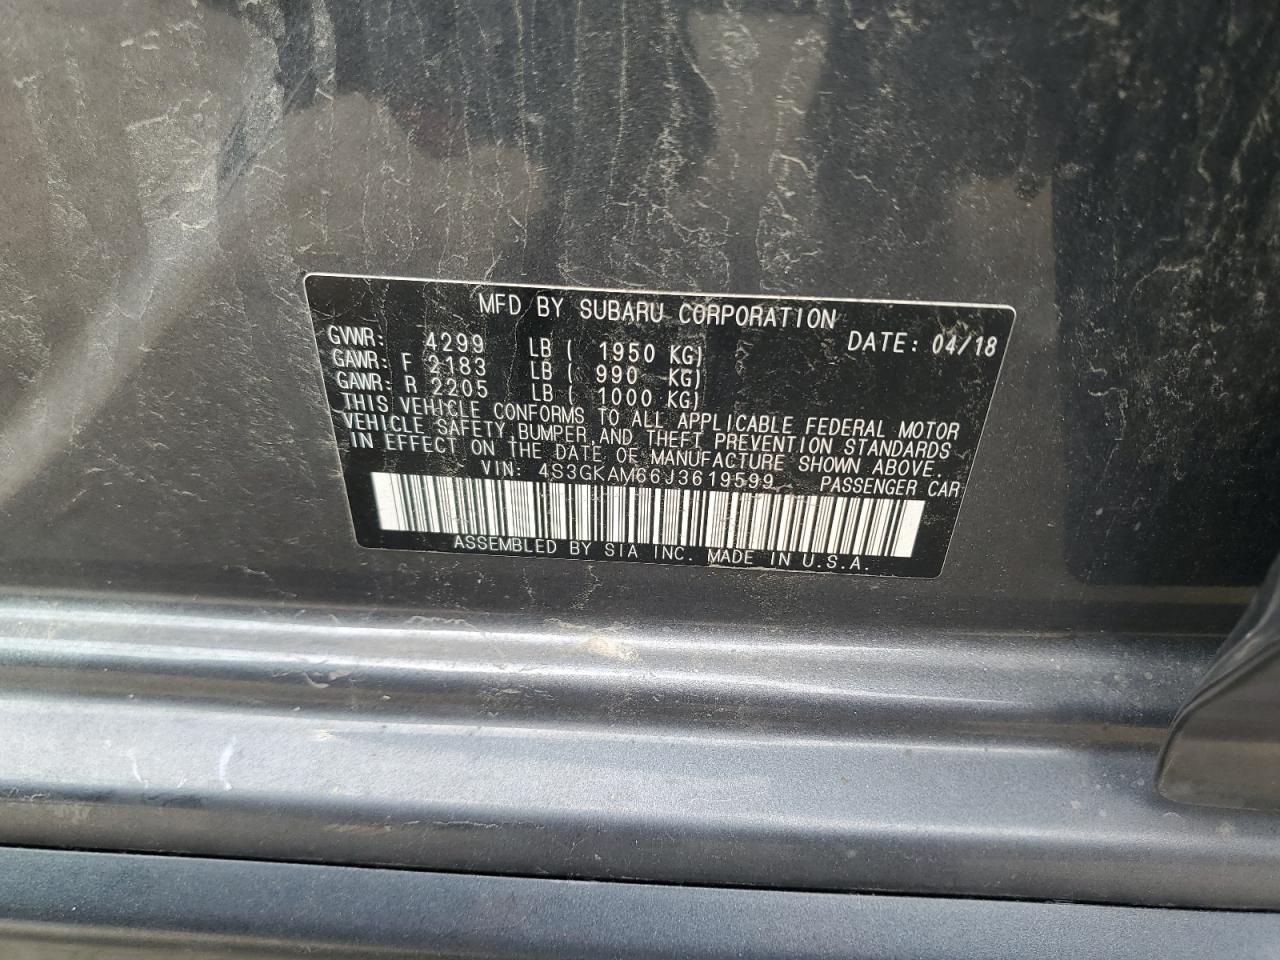 MFD BY SUBARU CORPORATION
GVWR: 4299 LB ( 1950 KG) DATE: 04/18
GAWR: F 2183 LB ( 990 KG)
GAWR: R 2205 LB ( 1000 KG)
THIS VEHICLE CONFORMS TO ALL APPLICABLE FEDERAL MOTOR
VEHICLE SAFETY BUMPER, AND THEFT PREVENTION STANDARDS
IN EFFECT ON THE DATE OF MANUFACTURE SHOWN ABOVE.
VIN: 4S3GKAM66J3619599 PASSENGER CAR
ASSEMBLED BY SIA INC. MADE IN U.S.A.